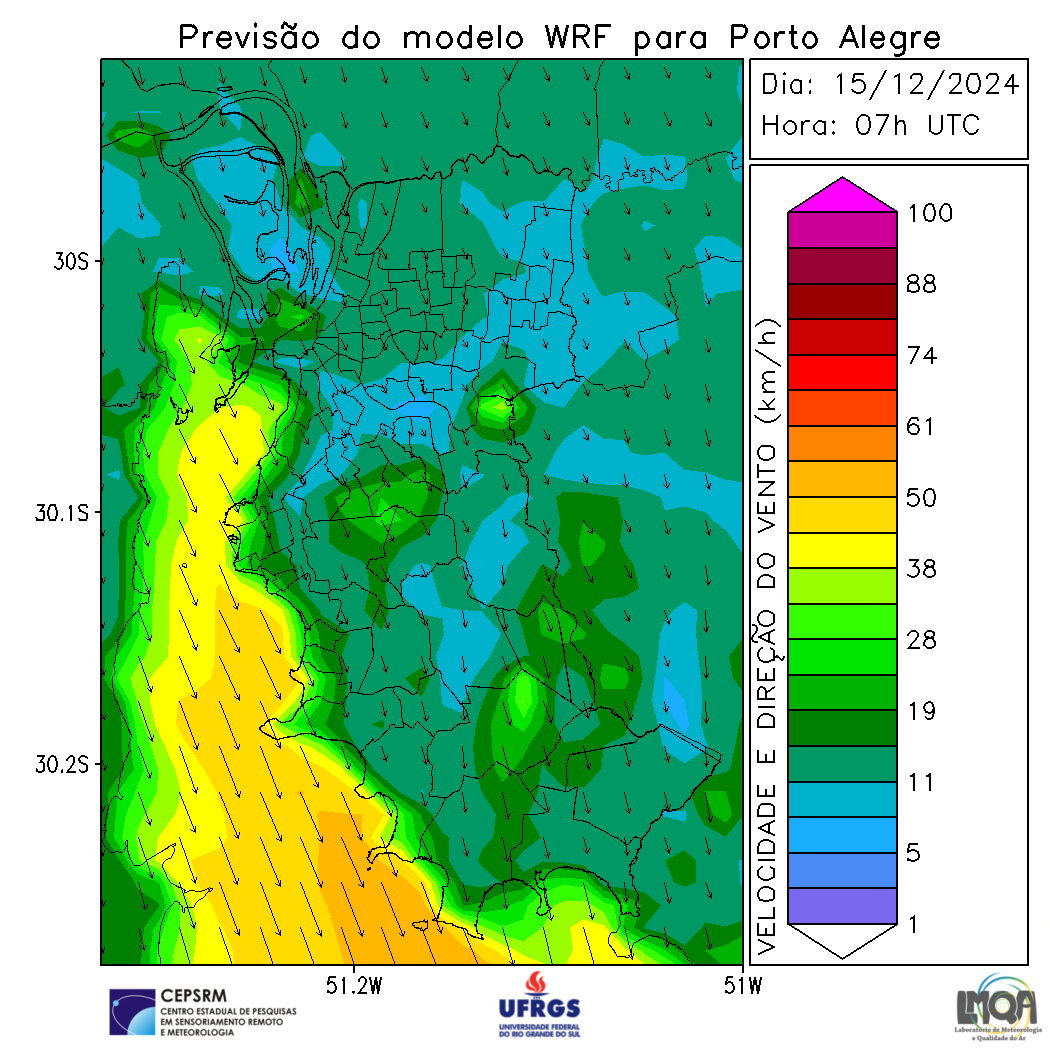 Previsão do modelo WRF para Porto Alegre
Dia: 15/12/2024
Hora: 07h UTC
30S
30.1S
30.2S
51.2W
51W
VELOCIDADE E DIREÇÃO DO VENTO (km/h)
100
88
74
61
50
38
28
19
11
5
1
CEPSRM
CENTRO ESTADUAL DE PESQUISAS
EM SENSORIAMENTO REMOTO
E METEOROLOGIA
UFRGS
UNIVERSIDADE FEDERAL
DO RIO GRANDE DO SUL
LMQA
Laboratório de Meteorologia
e Qualidade do Ar